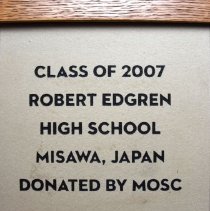 CLASS OF 2007
ROBERT EDGREN
HIGH SCHOOL
MISAWA, JAPAN
DONATED BY MOSC